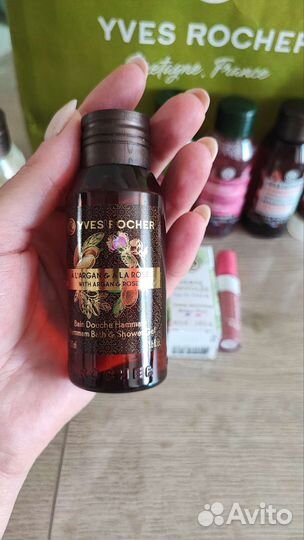 YVES ROCHER
Bretagne, France
YVES ROCHER
À L'ARGAN & À LA ROSE
WITH ARGAN & ROSE
Bain Douche Hammam
Hammam Bath & Shower Gel
Avito